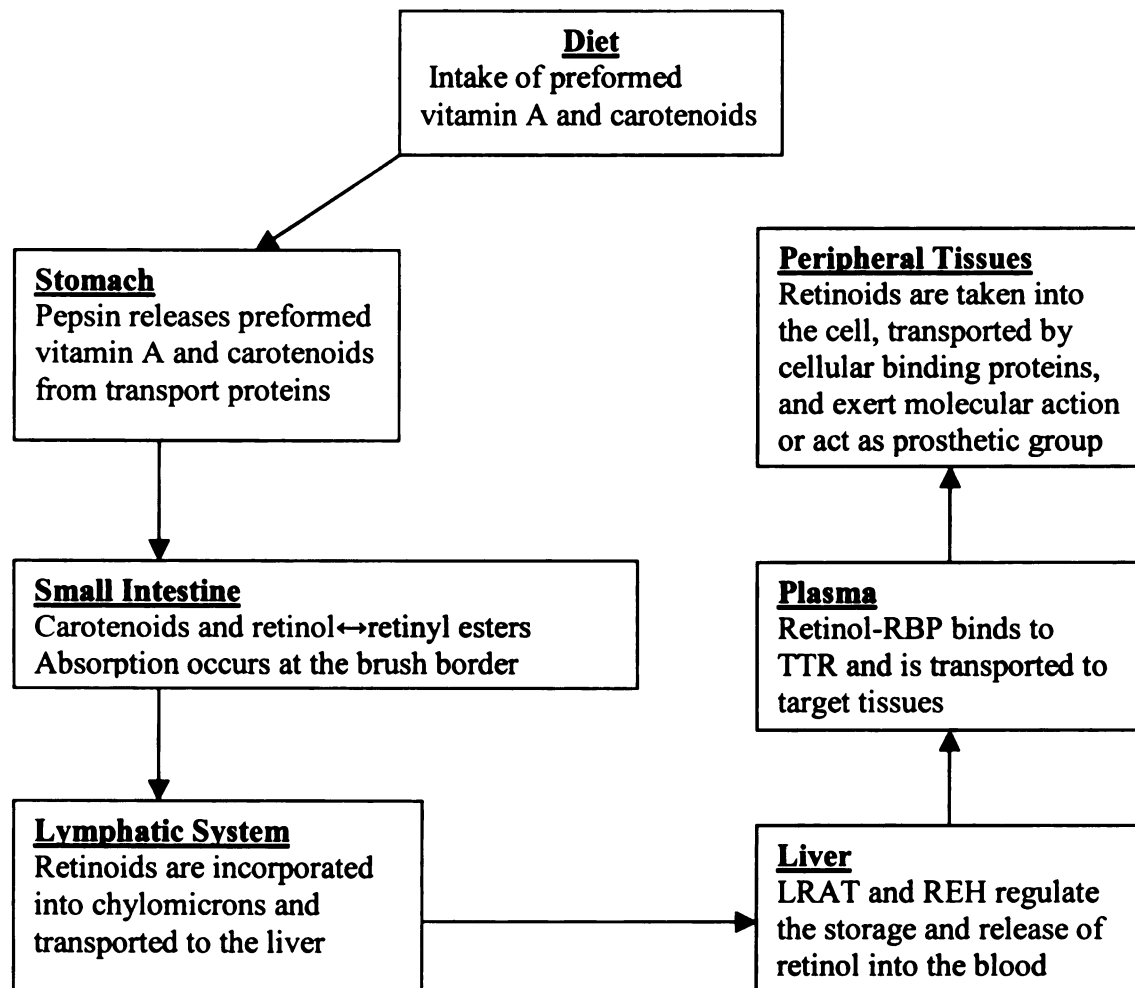 Diet
Intake of preformed
vitamin A and carotenoids
Stomach
Pepsin releases preformed
vitamin A and carotenoids
from transport proteins
Small Intestine
Carotenoids and retinol↔retinyl esters
Absorption occurs at the brush border
Lymphatic System
Retinoids are incorporated
into chylomicrons and
transported to the liver
Liver
LRAT and REH regulate
the storage and release of
retinol into the blood
Plasma
Retinol-RBP binds to
TTR and is transported to
target tissues
Peripheral Tissues
Retinoids are taken into
the cell, transported by
cellular binding proteins,
and exert molecular action
or act as prosthetic group